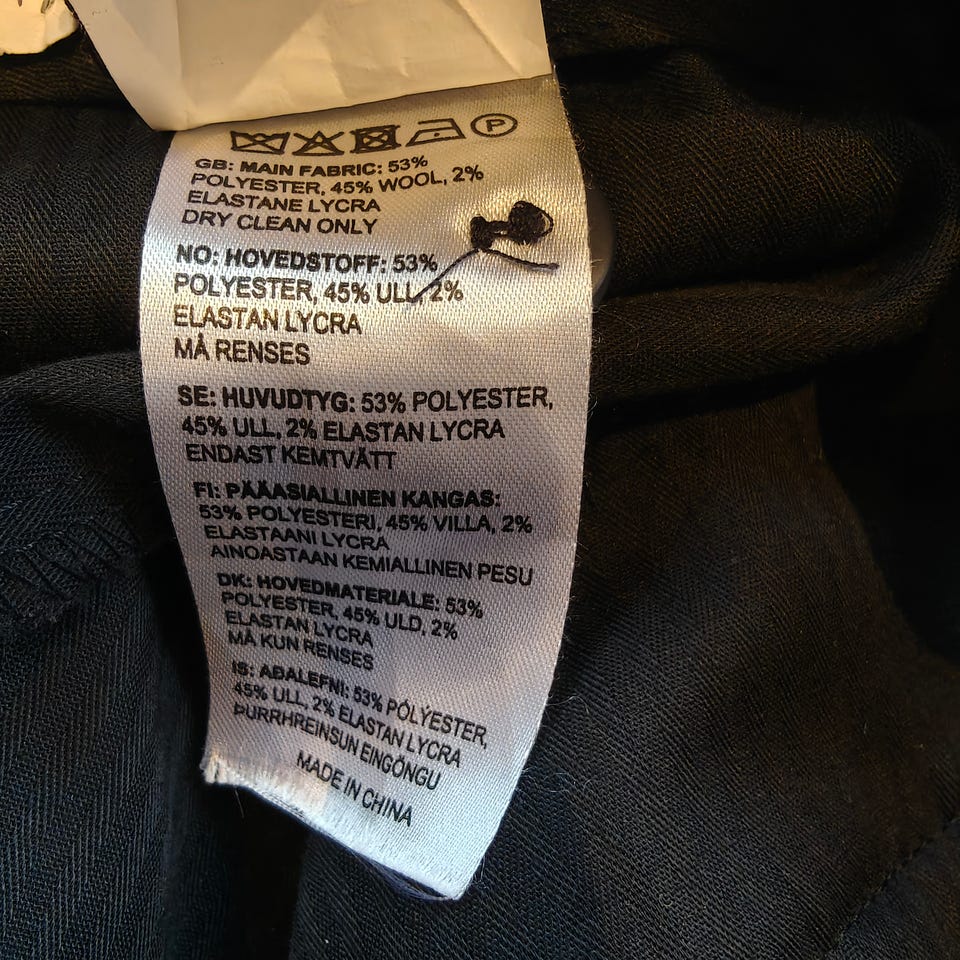 P
GB: MAIN FABRIC: 53%
POLYESTER, 45% WOOL, 2%
ELASTANE LYCRA
DRY CLEAN ONLY
NO: HOVEDSTOFF: 53%
POLYESTER, 45% ULL, 2%
ELASTAN LYCRA
MÅ RENSES
SE: HUVUDTYG: 53% POLYESTER,
45% ULL, 2% ELASTAN LYCRA
ENDAST KEMTVÄTT
FI: PÄÄASIALLINEN KANGAS:
53% POLYESTERI, 45% VILLA, 2%
ELASTAANI LYCRA
AINOASTAAN KEMIALLINEN PESU
DK: HOVEDMATERIALE: 53%
POLYESTER, 45% ULD, 2%
ELASTAN LYCRA
MÅ KUN RENSES
IS: AÐALEFNI: 53% PÓLÝESTER,
45% ULL, 2% ELASTAN LYCRA
ÞURRHREINSUN EINGÖNGU
MADE IN CHINA